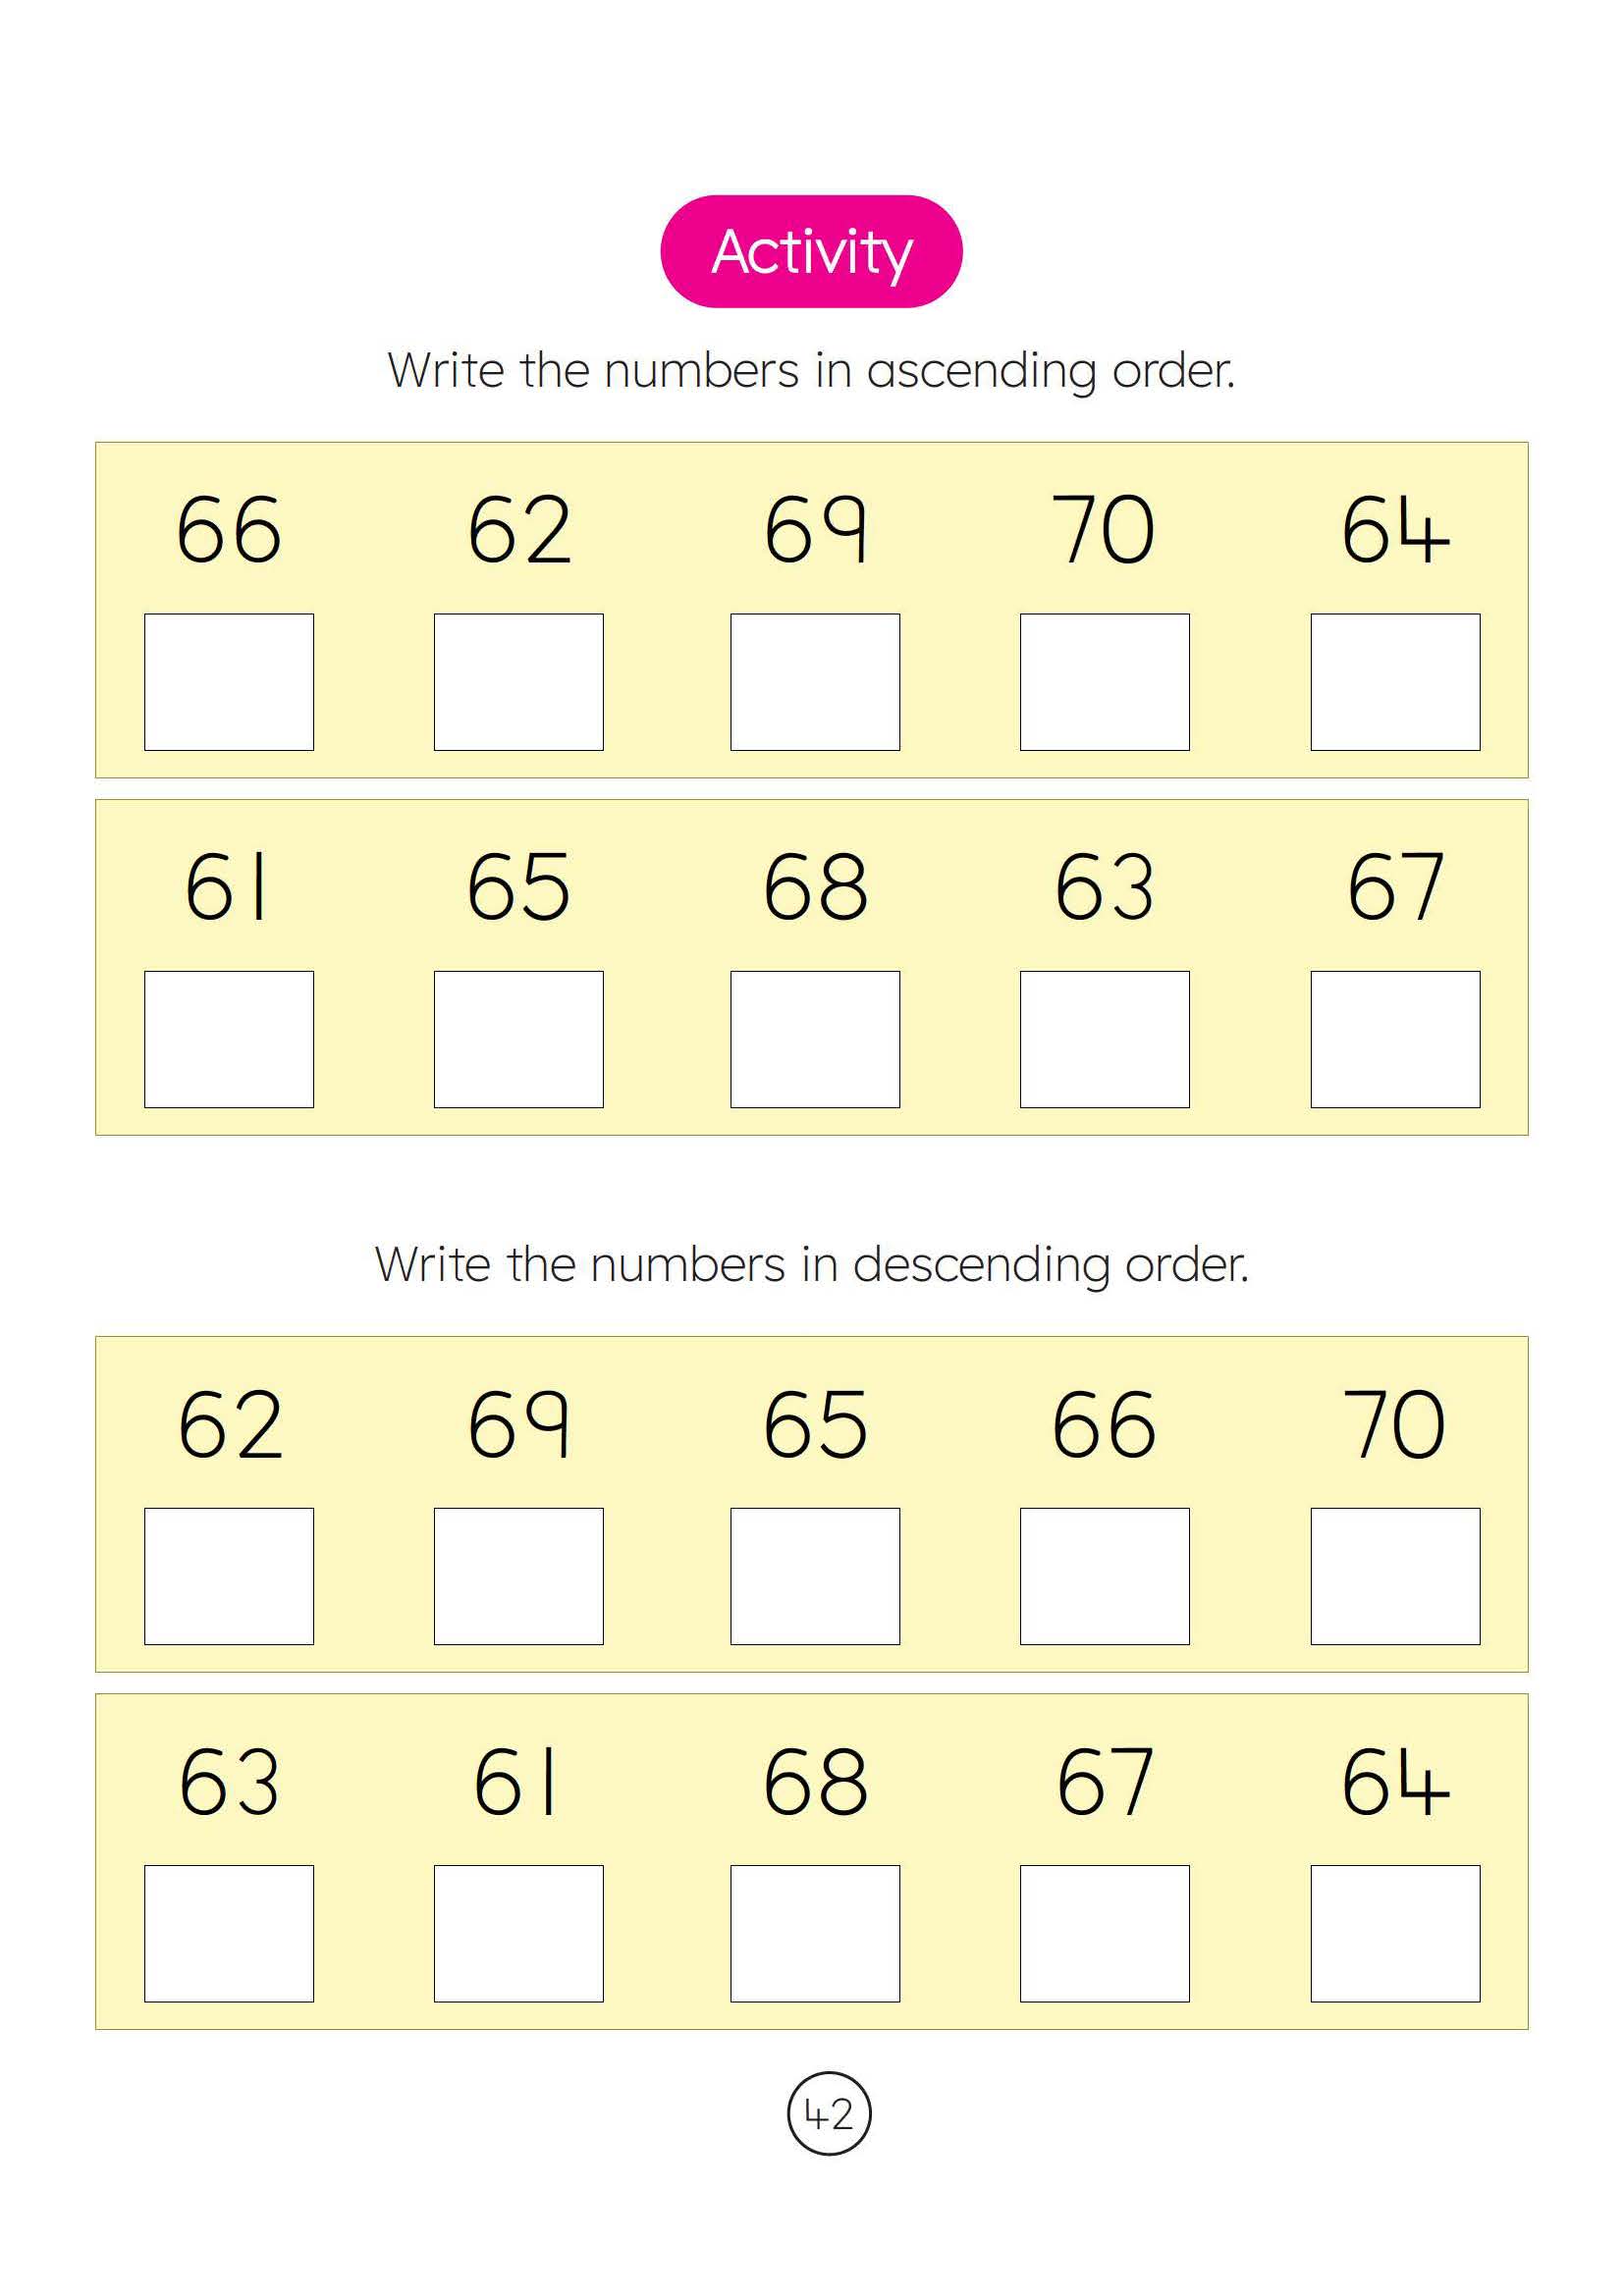 Activity
Write the numbers in ascending order.
66 62 69 70 64
61 65 68 63 67
Write the numbers in descending order.
62 69 65 66 70
63 61 68 67 64
42